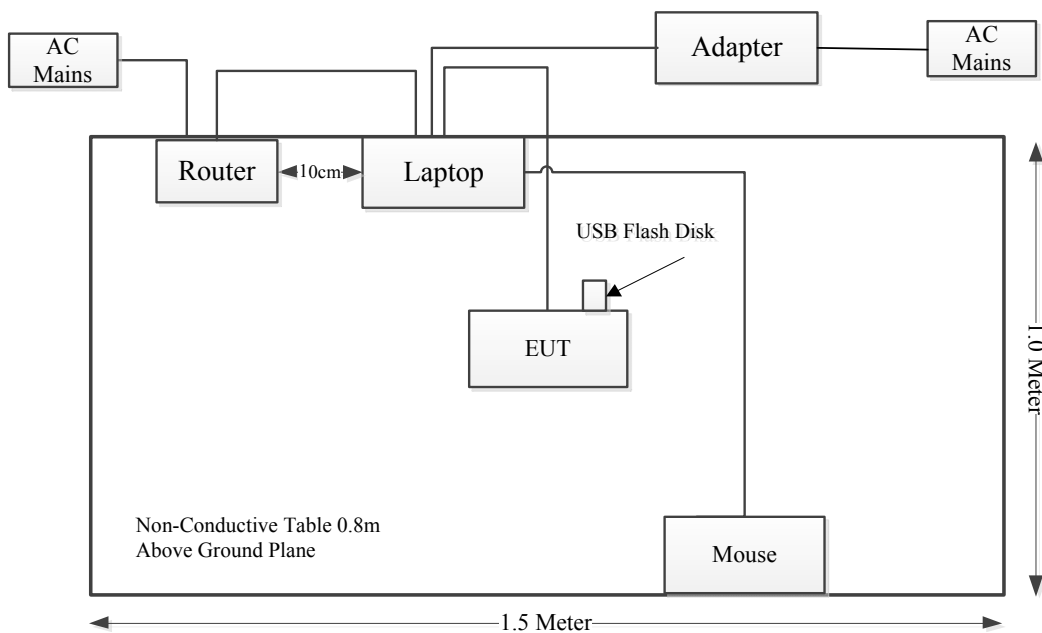 AC
Mains
Adapter
AC
Mains
Router
10cm
Laptop
USB Flash Disk
EUT
1.0 Meter
Non-Conductive Table 0.8m
Above Ground Plane
Mouse
1.5 Meter